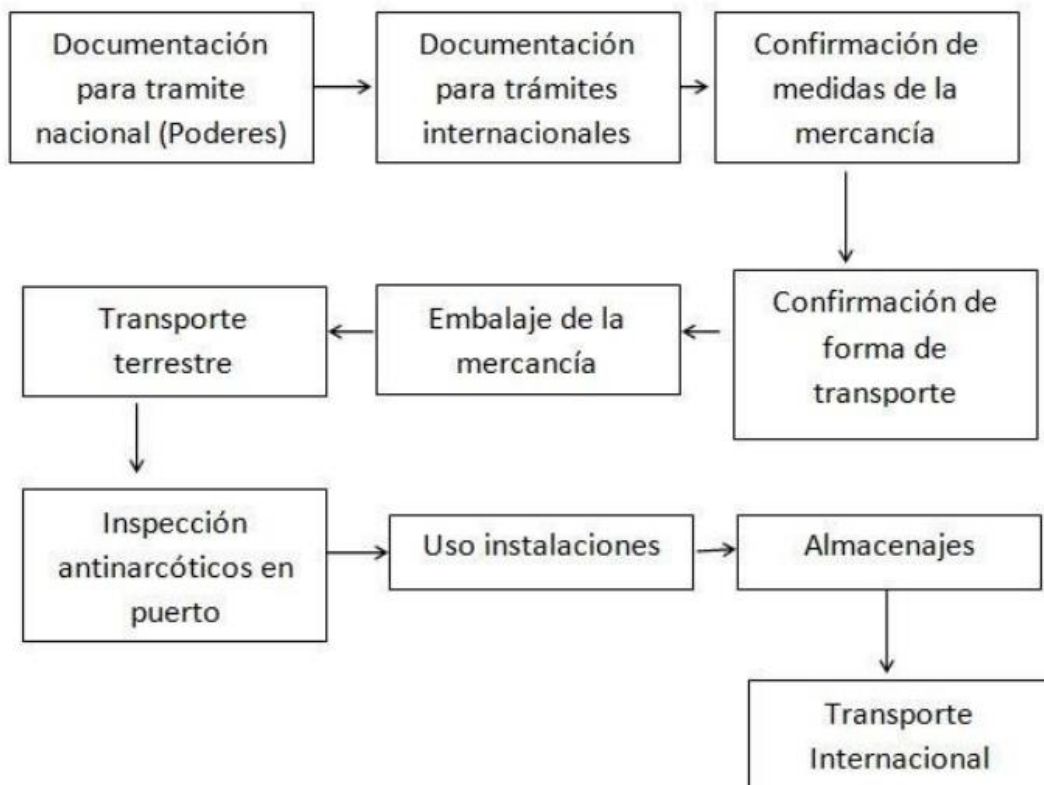 Documentación
para tramite
nacional (Poderes)
Documentación
para trámites
internacionales
Confirmación de
medidas de la
mercancía
Confirmación de
forma de
transporte
Embalaje de la
mercancía
Transporte
terrestre
Inspección
antinarcóticos en
puerto
Uso instalaciones
Almacenajes
Transporte
Internacional